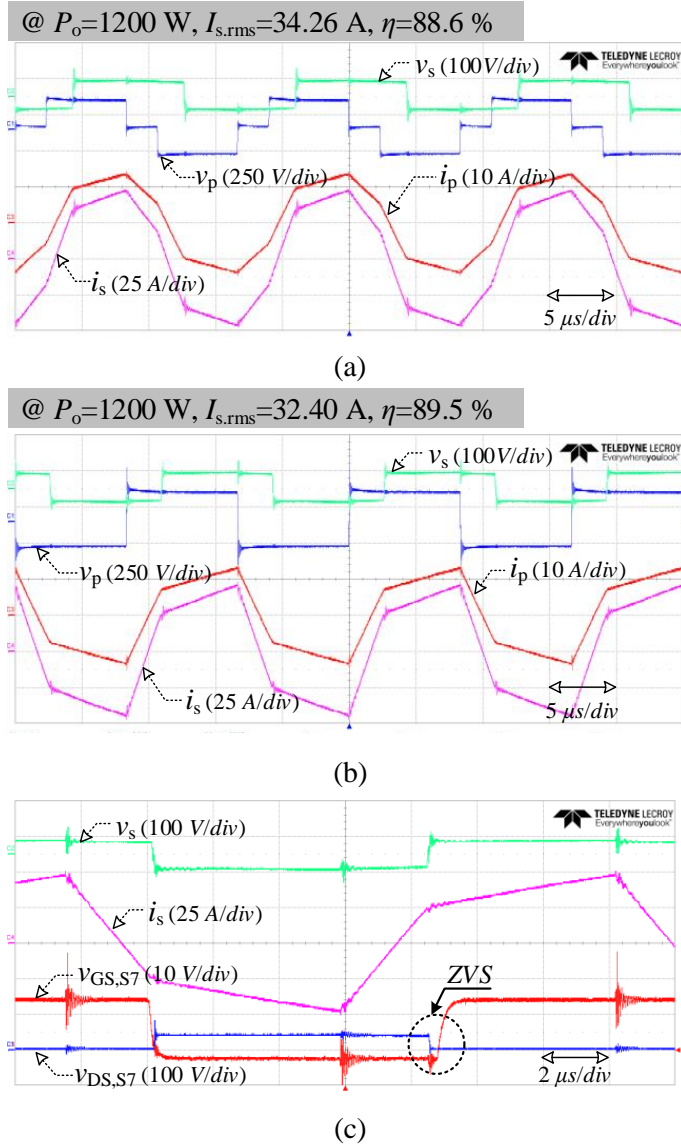 @ Po=1200 W, Is.rms=34.26 A, η=88.6 %
TELEDYNE LECROY
Everywhereyoulook™
vs (100V/div)
vp (250 V/div)
ip (10 A/div)
is (25 A/div)
5 μs/div
(a)
@ Po=1200 W, Is.rms=32.40 A, η=89.5 %
TELEDYNE LECROY
Everywhereyoulook™
vs (100V/div)
vp (250 V/div)
ip (10 A/div)
is (25 A/div)
5 μs/div
(b)
TELEDYNE LECROY
Everywhereyoulook™
vs (100 V/div)
is (25 A/div)
vGS,S7 (10 V/div)
ZVS
vDS,S7 (100 V/div)
2 μs/div
(c)